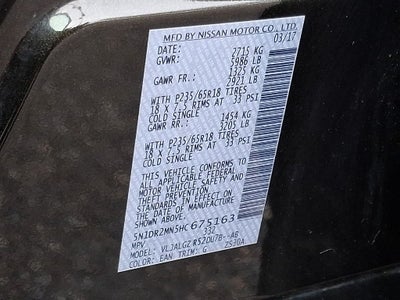 MFD BY NISSAN MOTOR CO., LTD.
DATE: 03/17
GVWR: 2715 KG
5986 LB
GAWR FR.: 1325 KG
2921 LB
WITH P235/65R18 TIRES
18 X 7.5 RIMS AT 33 PSI
COLD SINGLE
GAWR RR.: 1454 KG
3205 LB
WITH P235/65R18 TIRES
18 X 7.5 RIMS AT 33 PSI
COLD SINGLE
THIS VEHICLE CONFORMS TO
ALL APPLICABLE FEDERAL
MOTOR VEHICLE SAFETY AND
THEFT PREVENTION
STANDARDS IN EFFECT ON
THE DATE OF MANUFACTURE
SHOWN ABOVE.
5N1DR2MN5HC675163
MPV 332
MODEL:
COLOR: EAN TRIM: G